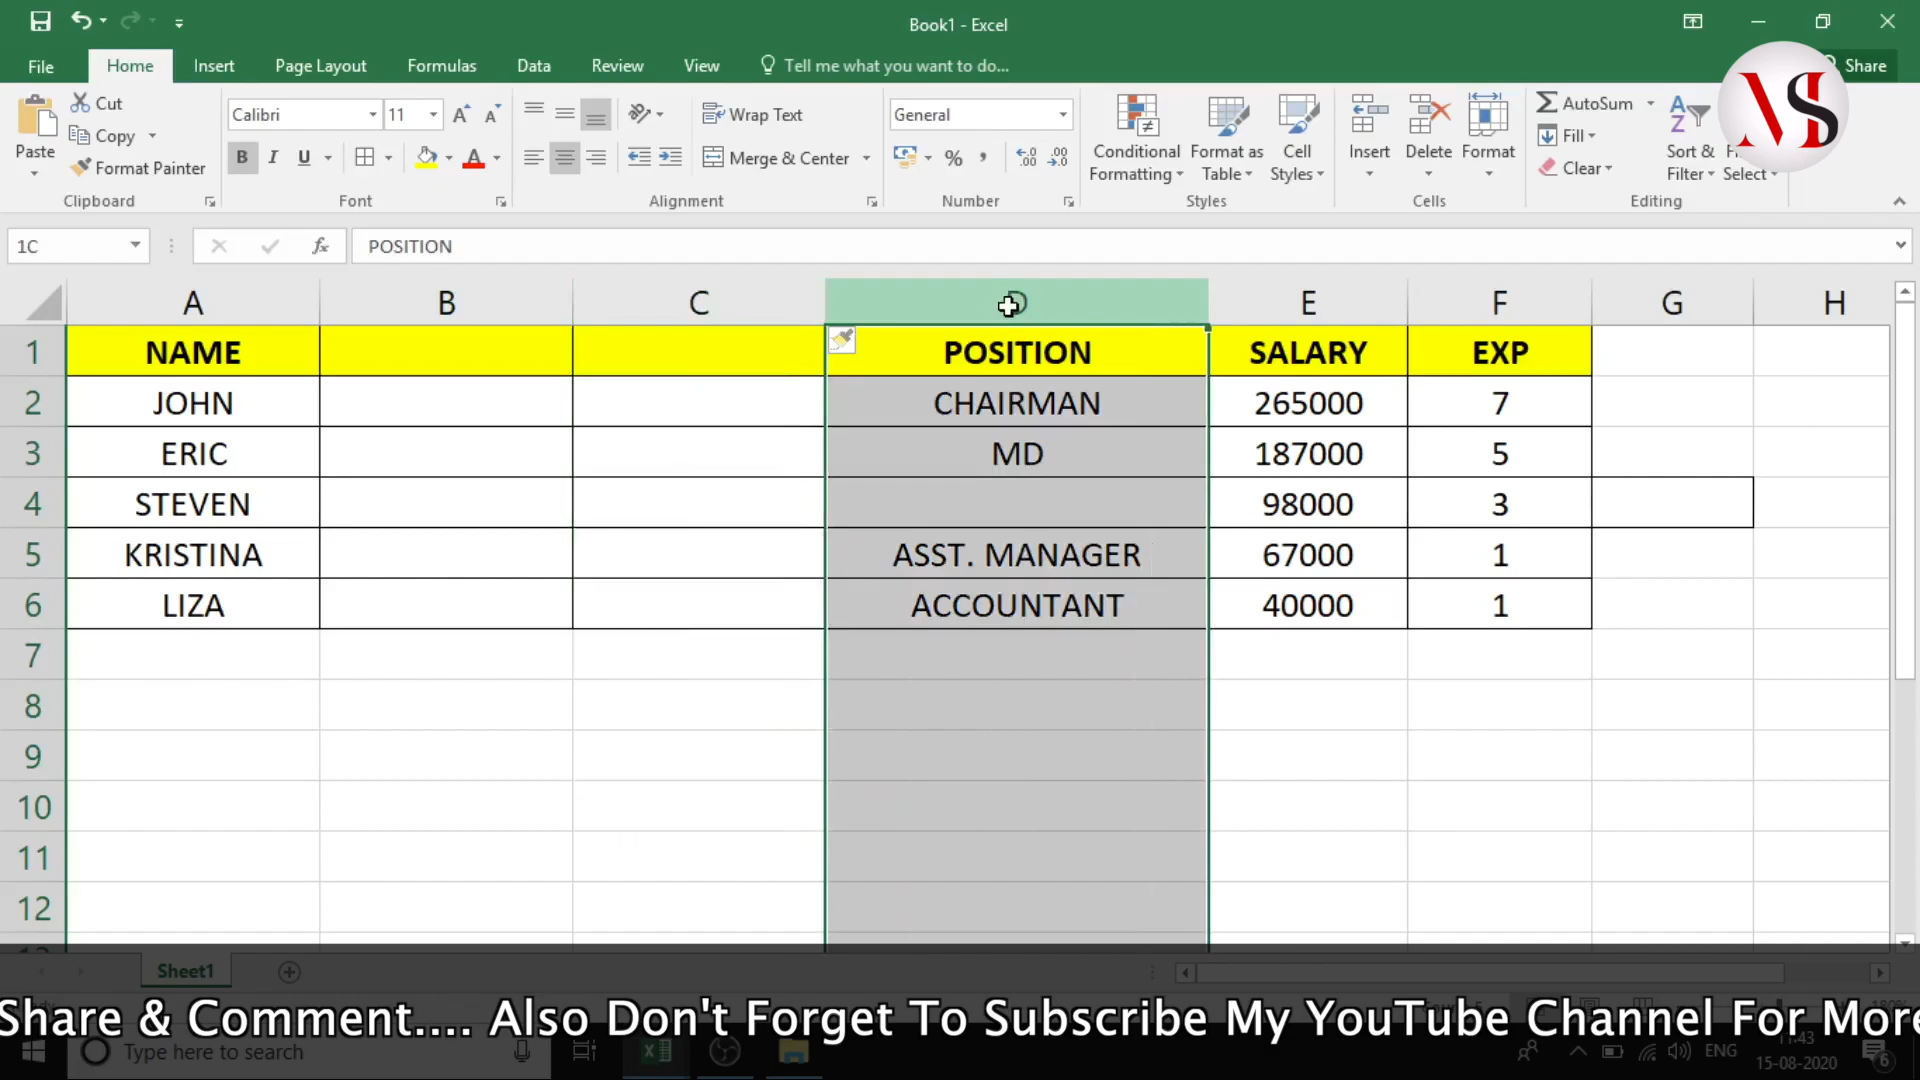 Book1 - Excel
File Home Insert Page Layout Formulas Data Review View Tell me what you want to do... Share
MS
Paste
Cut
Copy
Format Painter
Clipboard
Calibri 11
B I U A
Font
Wrap Text
Merge & Center
Alignment
General
%
Number
Conditional Formatting
Format as Table
Cell Styles
Styles
Insert Delete Format
Cells
AutoSum
Fill
Clear
Sort & Filter
Select
Editing
1C fx POSITION
A B C D E F G H
1 NAME POSITION SALARY EXP
2 JOHN CHAIRMAN 265000 7
3 ERIC MD 187000 5
4 STEVEN 98000 3
5 KRISTINA ASST. MANAGER 67000 1
6 LIZA ACCOUNTANT 40000 1
7
8
9
10
11
12
Sheet1
Share & Comment.... Also Don't Forget To Subscribe My YouTube Channel For More
Type here to search
ENG
11:43
15-08-2020
6